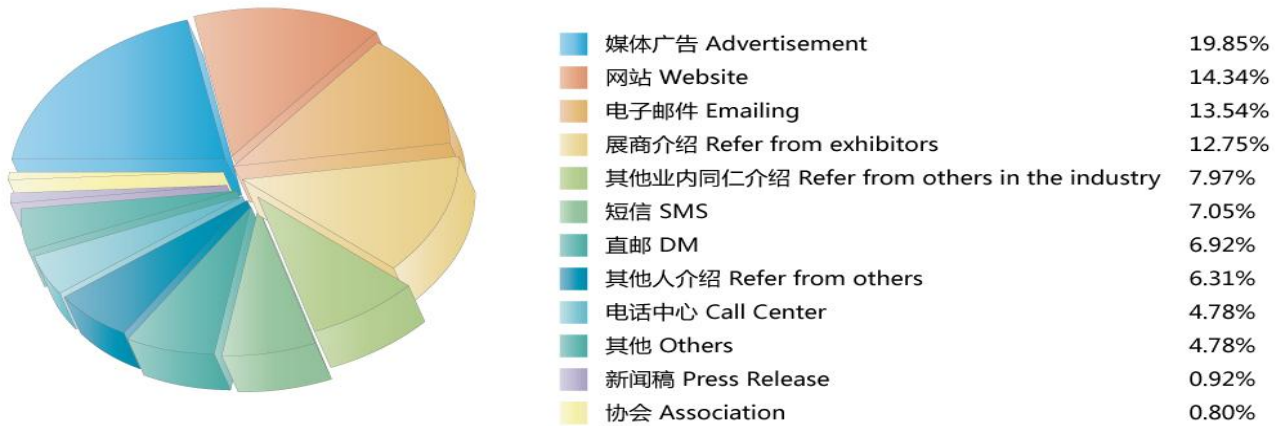 媒体广告 Advertisement 19.85%
网站 Website 14.34%
电子邮件 Emailing 13.54%
展商介绍 Refer from exhibitors 12.75%
其他业内同仁介绍 Refer from others in the industry 7.97%
短信 SMS 7.05%
直邮 DM 6.92%
其他人介绍 Refer from others 6.31%
电话中心 Call Center 4.78%
其他 Others 4.78%
新闻稿 Press Release 0.92%
协会 Association 0.80%